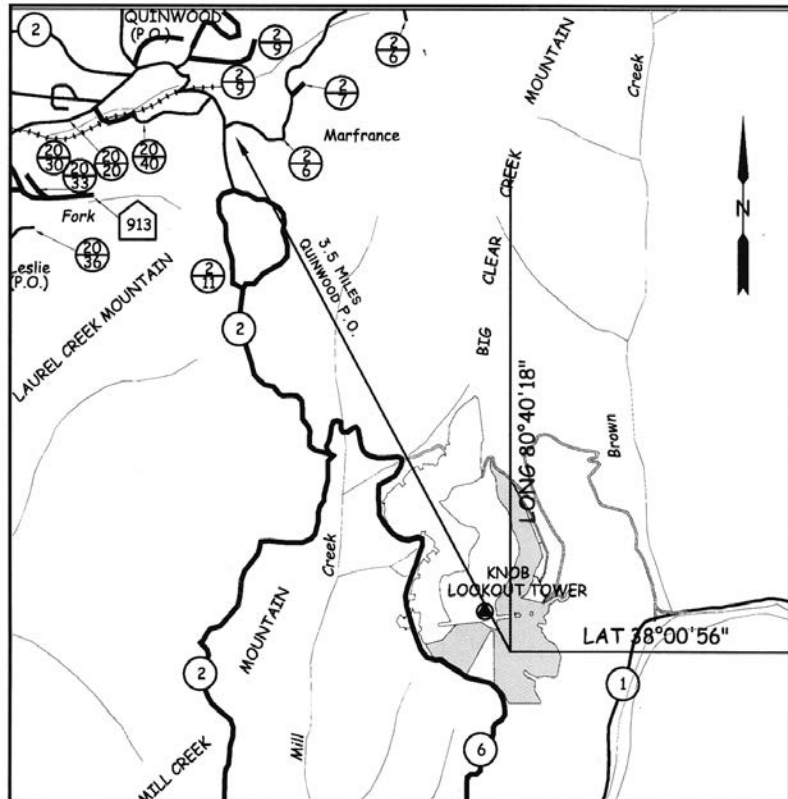 QUINWOOD
(P.O.)
2
2
9
2
6
MOUNTAIN
Creek
2
9
2
7
Marfrance
2
6
20
30
20
20
20
40
20
33
Fork
913
20
36
eslie
(P.O.)
2
11
CREEK
CLEAR
BIG
N
3.5 MILES
QUINWOOD P.O.
LAUREL CREEK MOUNTAIN
2
LONG 80°40'18"
Brown
Creek
KNOB
LOOKOUT TOWER
LAT 38°00'56"
MOUNTAIN
2
1
Mill
6
MILL CREEK